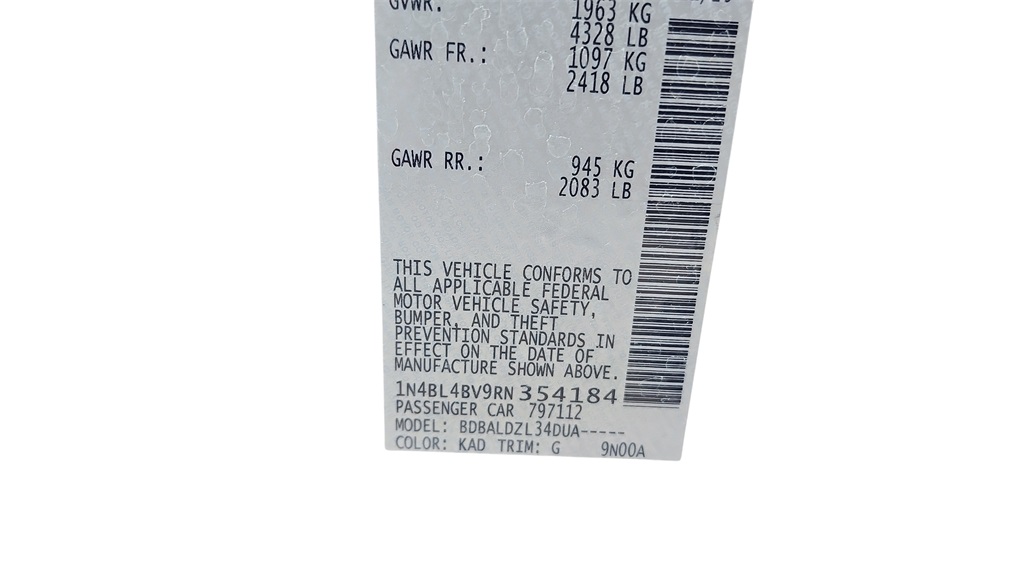 GVWR: 1963 KG
4328 LB
GAWR FR.: 1097 KG
2418 LB
GAWR RR.: 945 KG
2083 LB
THIS VEHICLE CONFORMS TO
ALL APPLICABLE FEDERAL
MOTOR VEHICLE SAFETY,
BUMPER, AND THEFT
PREVENTION STANDARDS IN
EFFECT ON THE DATE OF
MANUFACTURE SHOWN ABOVE.
1N4BL4BV9RN354184
PASSENGER CAR 797112
MODEL: BDBALDZL34DUA-----
COLOR: KAD TRIM: G 9N00A